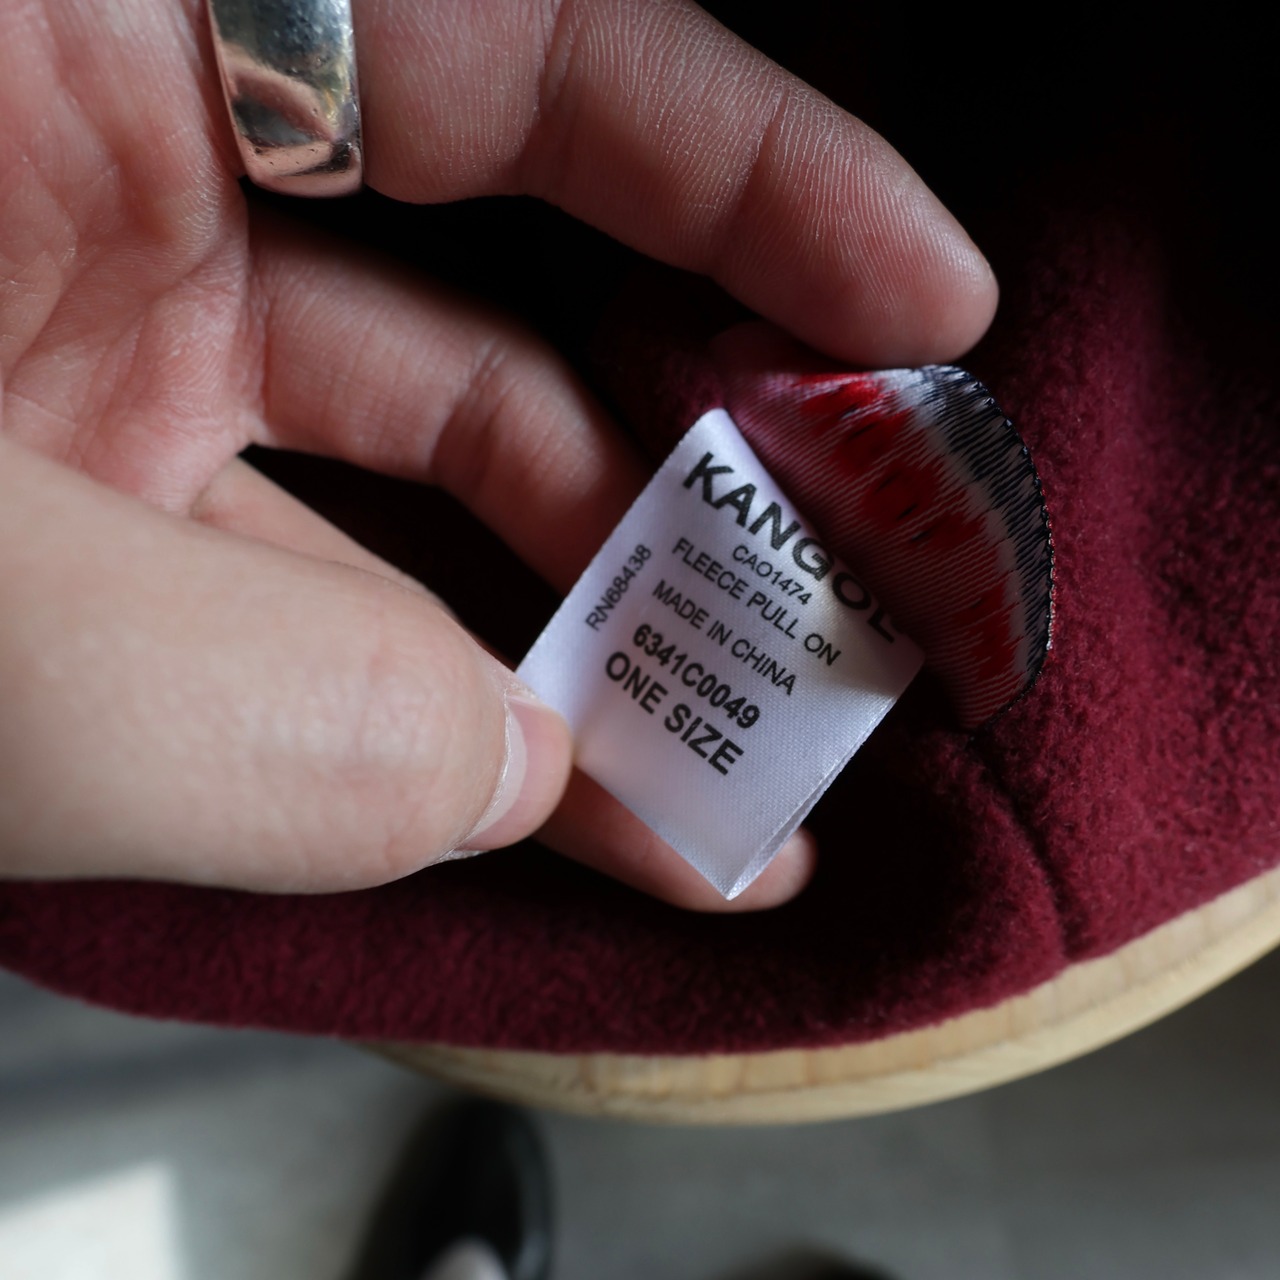 KANGOL
CAO1474
FLEECE PULL ON
MADE IN CHINA
6341C0049
ONE SIZE
RN68438